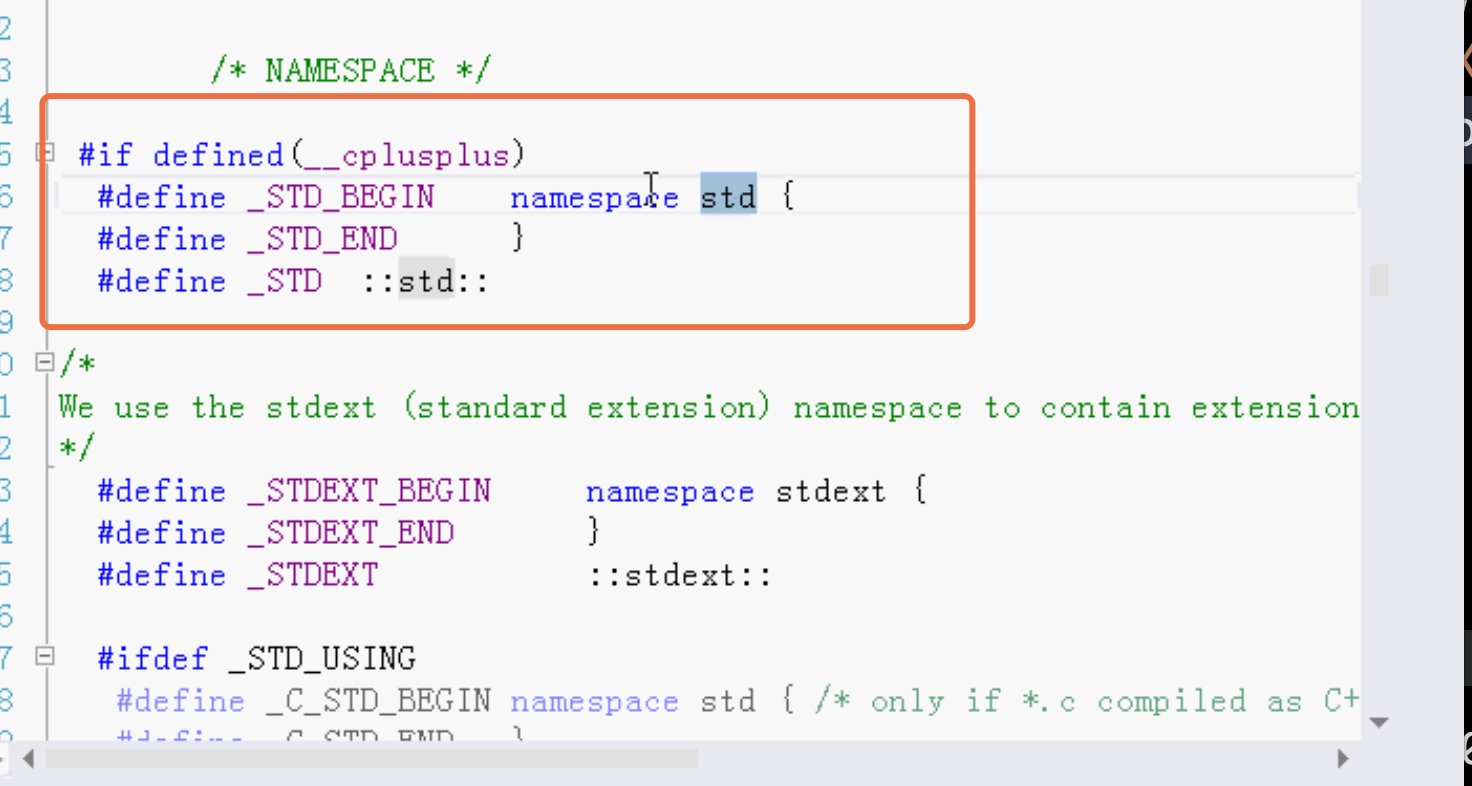 2
3 /* NAMESPACE */
4
5 #if defined(__cplusplus)
6 #define _STD_BEGIN namespace std {
7 #define _STD_END }
8 #define _STD ::std::
9
0 /*
1 We use the stdext (standard extension) namespace to contain extension
2 */
3 #define _STDEXT_BEGIN namespace stdext {
4 #define _STDEXT_END }
5 #define _STDEXT ::stdext::
6
7 #ifdef _STD_USING
8 #define _C_STD_BEGIN namespace std { /* only if *.c compiled as C+
9 #define _C_STD_END }